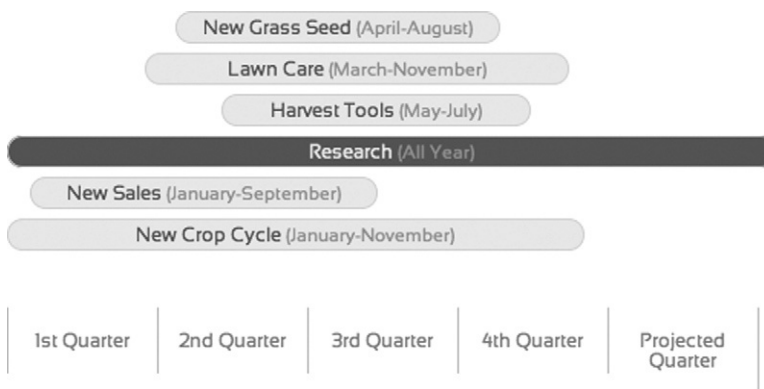 New Grass Seed (April-August)
Lawn Care (March-November)
Harvest Tools (May-July)
Research (All Year)
New Sales (January-September)
New Crop Cycle (January-November)
1st Quarter
2nd Quarter
3rd Quarter
4th Quarter
Projected
Quarter